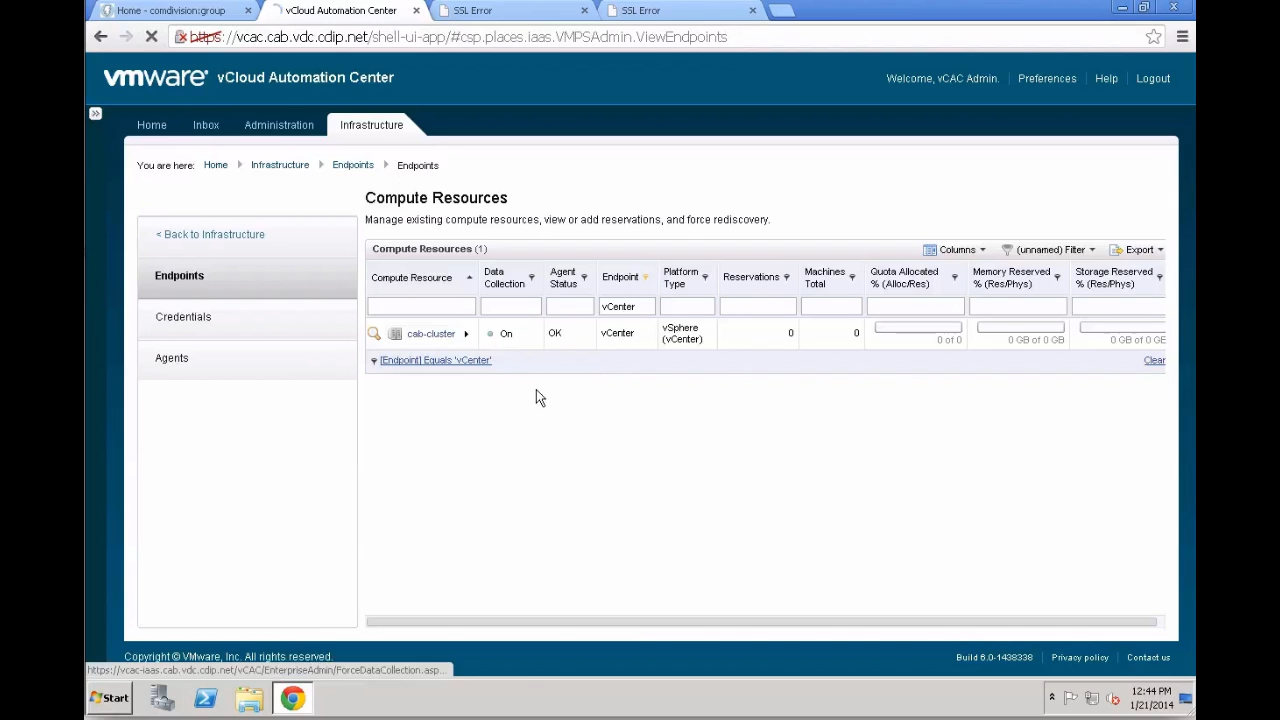 Home - comdivision:group
vCloud Automation Center
SSL Error
SSL Error
https://vcac.cab.vdc.cdip.net/shell-ui-app/#csp.places.iaas.VMPSAdmin.ViewEndpoints
vmware vCloud Automation Center
Welcome, vCAC Admin. Preferences Help Logout
Home Inbox Administration Infrastructure
You are here: Home Infrastructure Endpoints Endpoints
< Back to Infrastructure
Endpoints
Credentials
Agents
Compute Resources
Manage existing compute resources, view or add reservations, and force rediscovery.
Compute Resources (1)
Columns (unnamed) Filter Export
Compute Resource
Data Collection
Agent Status
Endpoint
Platform Type
Reservations
Machines Total
Quota Allocated % (Alloc/Res)
Memory Reserved % (Res/Phys)
Storage Reserved % (Res/Phys)
vCenter
cab-cluster On OK vCenter vSphere (vCenter) 0 0 0 of 0 0 GB of 0 GB 0 GB of 0 GB
[Endpoint] Equals 'vCenter' Clear
Copyright © VMware, Inc. All rights reserved.
Build 6.0-1438338 Privacy policy Contact us
https://vcac-iaas.cab.vdc.cdip.net/vCAC/EnterpriseAdmin/ForceDataCollection.asp...
Start
12:44 PM
1/21/2014